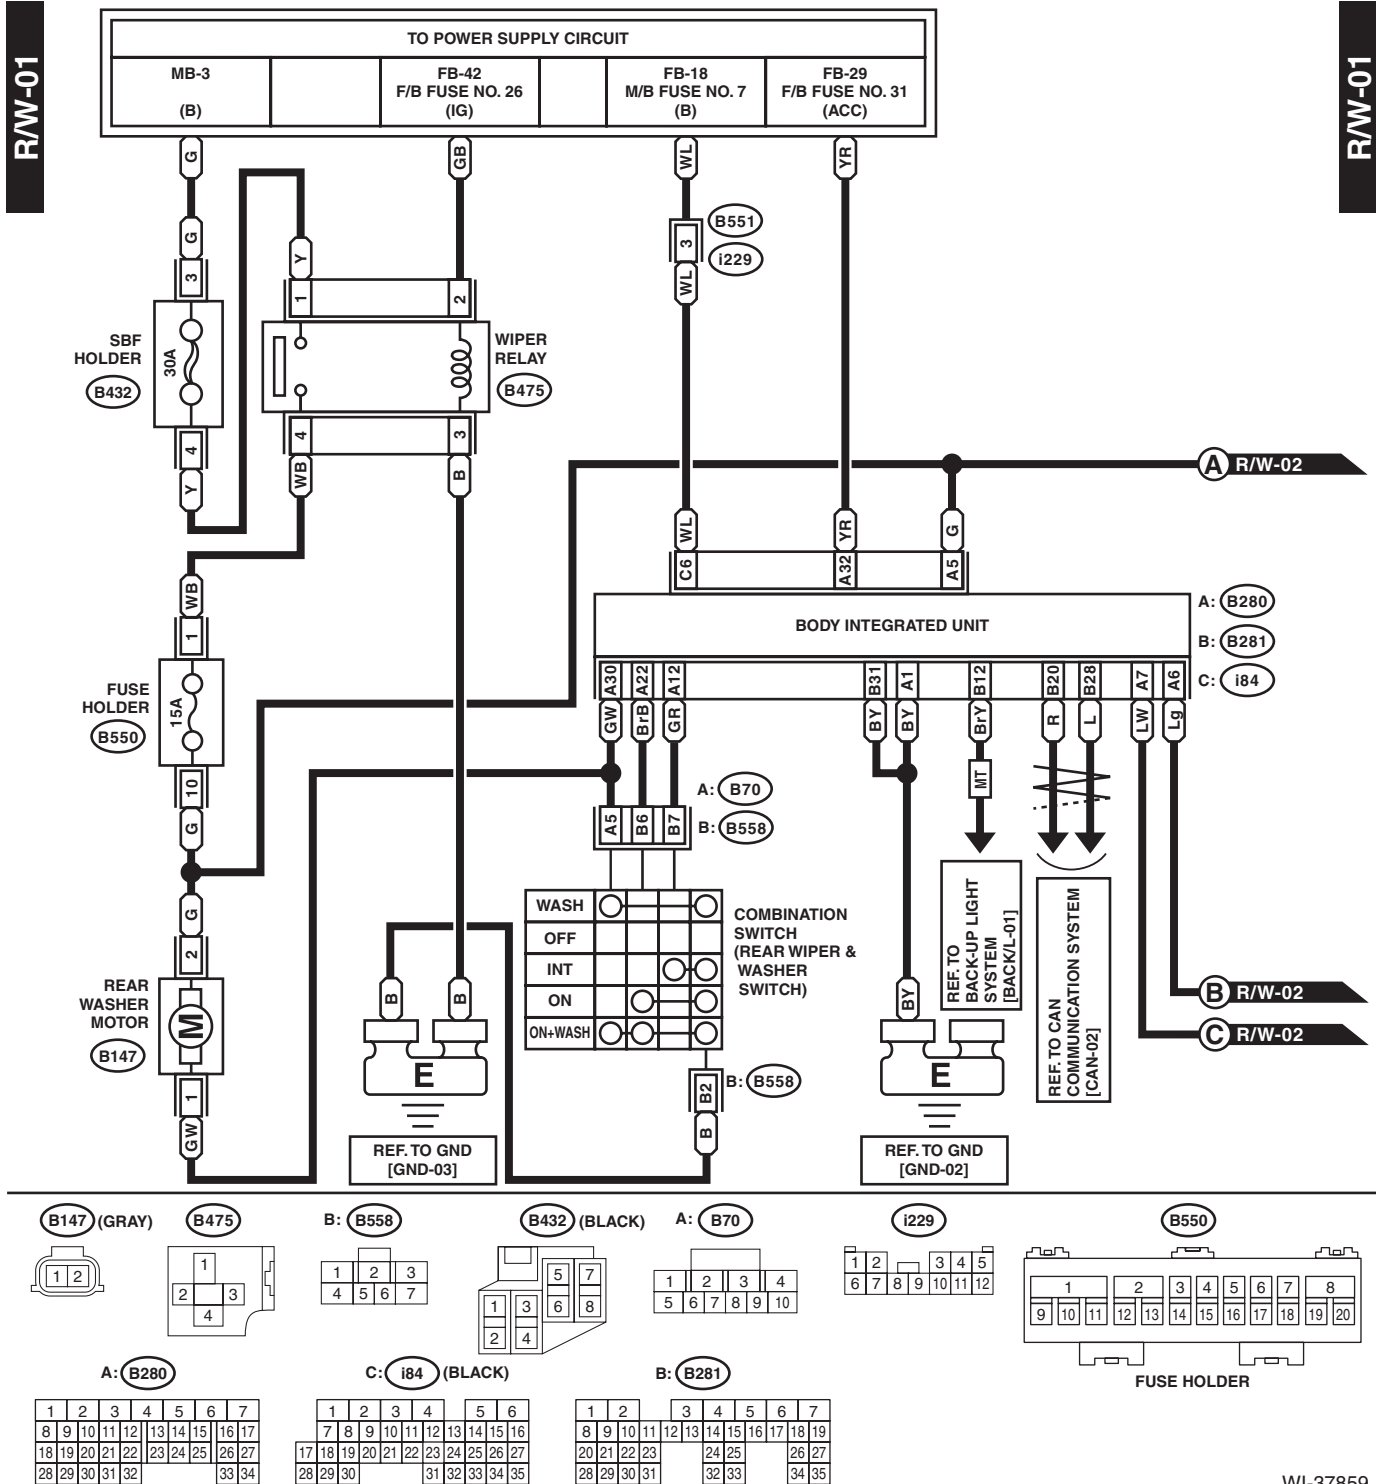 R/W-01
R/W-01
TO POWER SUPPLY CIRCUIT
MB-3
(B)
FB-42
F/B FUSE NO. 26
(IG)
FB-18
M/B FUSE NO. 7
(B)
FB-29
F/B FUSE NO. 31
(ACC)
G
GB
WL
YR
G
Y
3
B551
i229
WL
3
1
2
SBF
HOLDER
B432
30A
WIPER
RELAY
B475
4
4
3
Y
WB
B
A R/W-02
WL
YR
G
C6
A32
A5
WB
1
BODY INTEGRATED UNIT
A: B280
B: B281
C: i84
FUSE
HOLDER
B550
15A
A30
A22
A12
B31
A1
B12
B20
B28
A7
A6
GW
BrB
GR
BY
BY
BrY
R
L
LW
Lg
10
G
MT
A: B70
B: B558
A5
B6
B7
G
2
WASH
OFF
INT
ON
ON+WASH
COMBINATION
SWITCH
(REAR WIPER &
WASHER
SWITCH)
REF. TO
BACK-UP LIGHT
SYSTEM
[BACK/L-01]
REF. TO CAN
COMMUNICATION SYSTEM
[CAN-02]
REAR
WASHER
MOTOR
B147
M
B
B
BY
B R/W-02
C R/W-02
E
E
1
GW
B2
B: B558
B
REF. TO GND
[GND-03]
REF. TO GND
[GND-02]
B147 (GRAY)
B475
B: B558
B432 (BLACK)
A: B70
i229
B550
1 2
1
2 3
4
1 2 3
4 5 6 7
5 7
1 3 6 8
2 4
1 2 3 4
5 6 7 8 9 10
1 2 3 4 5
6 7 8 9 10 11 12
1 2 3 4 5 6 7 8
9 10 11 12 13 14 15 16 17 18 19 20
FUSE HOLDER
A: B280
C: i84 (BLACK)
B: B281
1 2 3 4 5 6 7
8 9 10 11 12 13 14 15 16 17
18 19 20 21 22 23 24 25 26 27
28 29 30 31 32 33 34
1 2 3 4 5 6
7 8 9 10 11 12 13 14 15 16
17 18 19 20 21 22 23 24 25 26 27
28 29 30 31 32 33 34 35
1 2 3 4 5 6 7
8 9 10 11 12 13 14 15 16 17 18 19
20 21 22 23 24 25 26 27
28 29 30 31 32 33 34 35
WI-37859